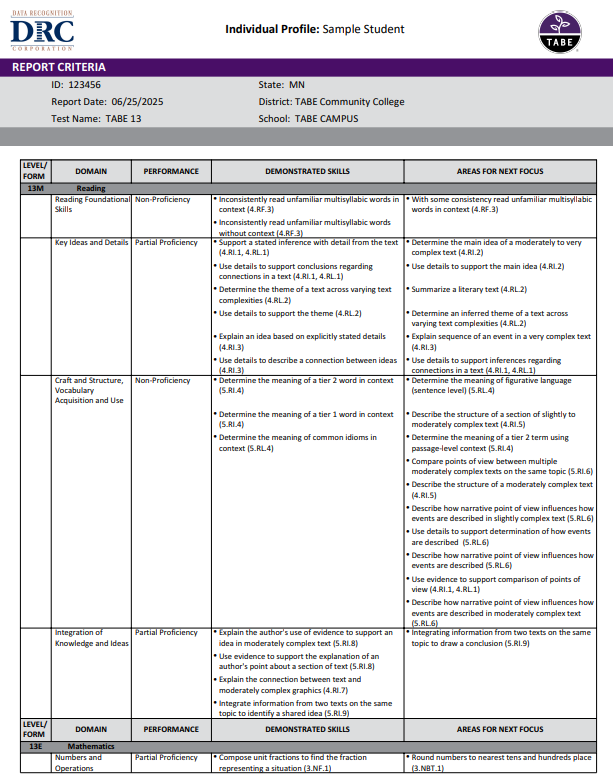 DATA RECOGNITION
DRC
CORPORATION
Individual Profile: Sample Student
TABE
REPORT CRITERIA
ID: 123456
State: MN
Report Date: 06/25/2025
District: TABE Community College
Test Name: TABE 13
School: TABE CAMPUS
LEVEL/
FORM
DOMAIN
PERFORMANCE
DEMONSTRATED SKILLS
AREAS FOR NEXT FOCUS
13M
Reading
Reading Foundational
Skills
Non-Proficiency
• Inconsistently read unfamiliar multisyllabic words in
context (4.RF.3)
• Inconsistently read unfamiliar multisyllabic words
without context (4.RF.3)
• With some consistency read unfamiliar multisyllabic
words in context (4.RF.3)
Key Ideas and Details
Partial Proficiency
• Support a stated inference with detail from the text
(4.RI.1, 4.RL.1)
• Use details to support conclusions regarding
connections in a text (4.RI.1, 4.RL.1)
• Determine the theme of a text across varying text
complexities (4.RL.2)
• Use details to support the theme (4.RL.2)
• Explain an idea based on explicitly stated details
(4.RI.3)
• Use details to describe a connection between ideas
(4.RI.3)
• Determine the main idea of a moderately to very
complex text (4.RI.2)
• Use details to support the main idea (4.RI.2)
• Summarize a literary text (4.RL.2)
• Determine an inferred theme of a text across
varying text complexities (4.RL.2)
• Explain sequence of an event in a very complex text
(4.RI.3)
• Use details to support inferences regarding
connections in a text (4.RI.1, 4.RL.1)
Craft and Structure,
Vocabulary
Acquisition and Use
Non-Proficiency
• Determine the meaning of a tier 2 word in context
(5.RI.4)
• Determine the meaning of a tier 1 word in context
(5.RI.4)
• Determine the meaning of common idioms in
context (5.RL.4)
• Determine the meaning of figurative language
(sentence level) (5.RL.4)
• Describe the structure of a section of slightly to
moderately complex text (4.RI.5)
• Determine the meaning of a tier 2 term using
passage-level context (5.RI.4)
• Compare points of view between multiple
moderately complex texts on the same topic (5.RI.6)
• Describe the structure of a moderately complex text
(4.RI.5)
• Describe how narrative point of view influences how
events are described in slightly complex text (5.RL.6)
• Use details to support determination of how events
are described (5.RL.6)
• Describe how narrative point of view influences how
events are described (5.RL.6)
• Use evidence to support comparison of points of
view (4.RI.1, 4.RL.1)
• Describe how narrative point of view influences how
events are described in moderately complex text
(5.RL.6)
Integration of
Knowledge and Ideas
Partial Proficiency
• Explain the author's use of evidence to support an
idea in moderately complex text (5.RI.8)
• Use evidence to support the explanation of an
author's point about a section of text (5.RI.8)
• Explain the connection between text and
moderately complex graphics (4.RI.7)
• Integrate information from two texts on the same
topic to identify a shared idea (5.RI.9)
• Integrating information from two texts on the same
topic to draw a conclusion (5.RI.9)
LEVEL/
FORM
DOMAIN
PERFORMANCE
DEMONSTRATED SKILLS
AREAS FOR NEXT FOCUS
13E
Mathematics
Numbers and
Operations
Partial Proficiency
• Compose unit fractions to find the fraction
representing a situation (3.NF.1)
• Round numbers to nearest tens and hundreds place
(3.NBT.1)